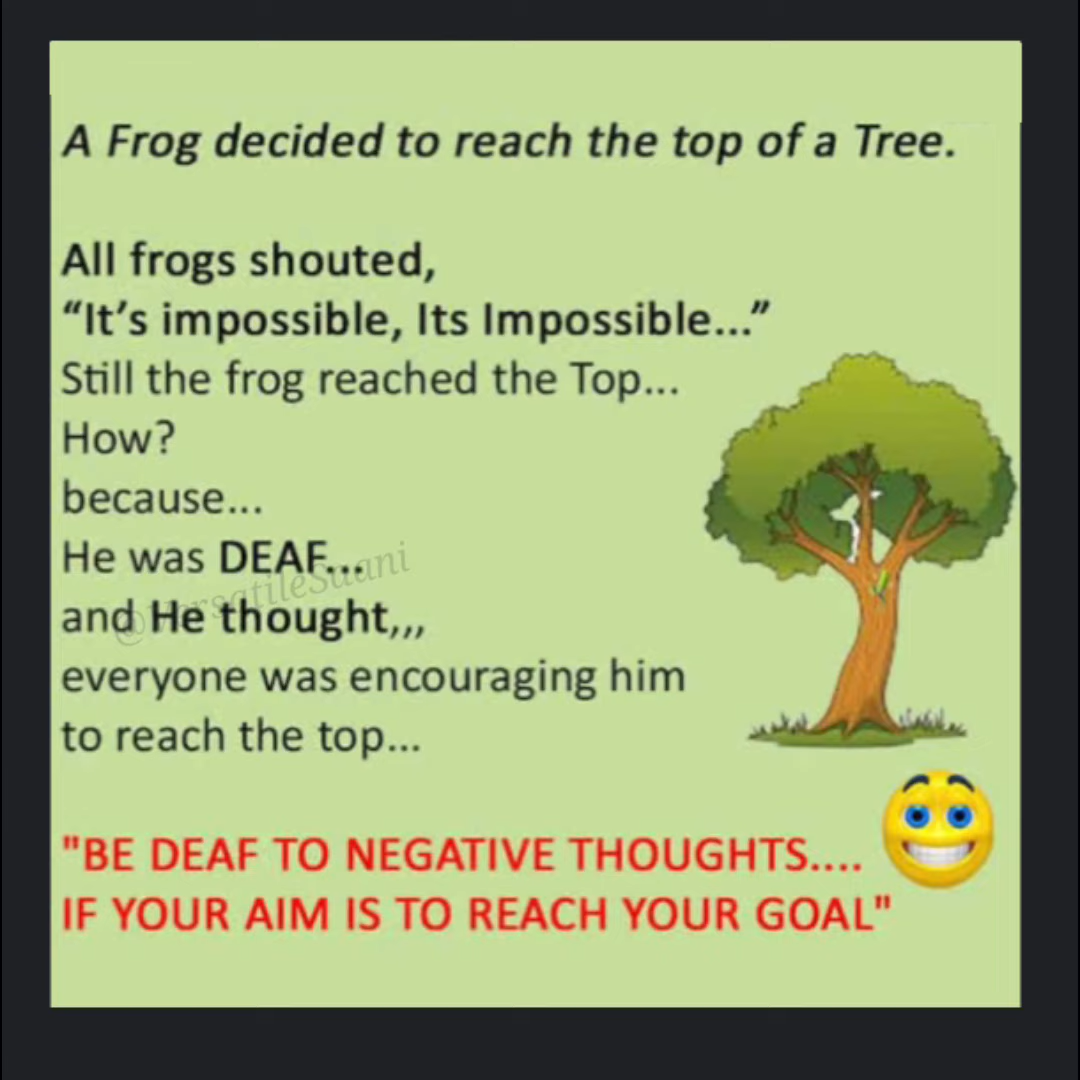 A Frog decided to reach the top of a Tree.
All frogs shouted,
“It’s impossible, Its Impossible...”
Still the frog reached the Top...
How?
because...
He was DEAF...
and He thought,,,
everyone was encouraging him
to reach the top...
"BE DEAF TO NEGATIVE THOUGHTS....
IF YOUR AIM IS TO REACH YOUR GOAL"